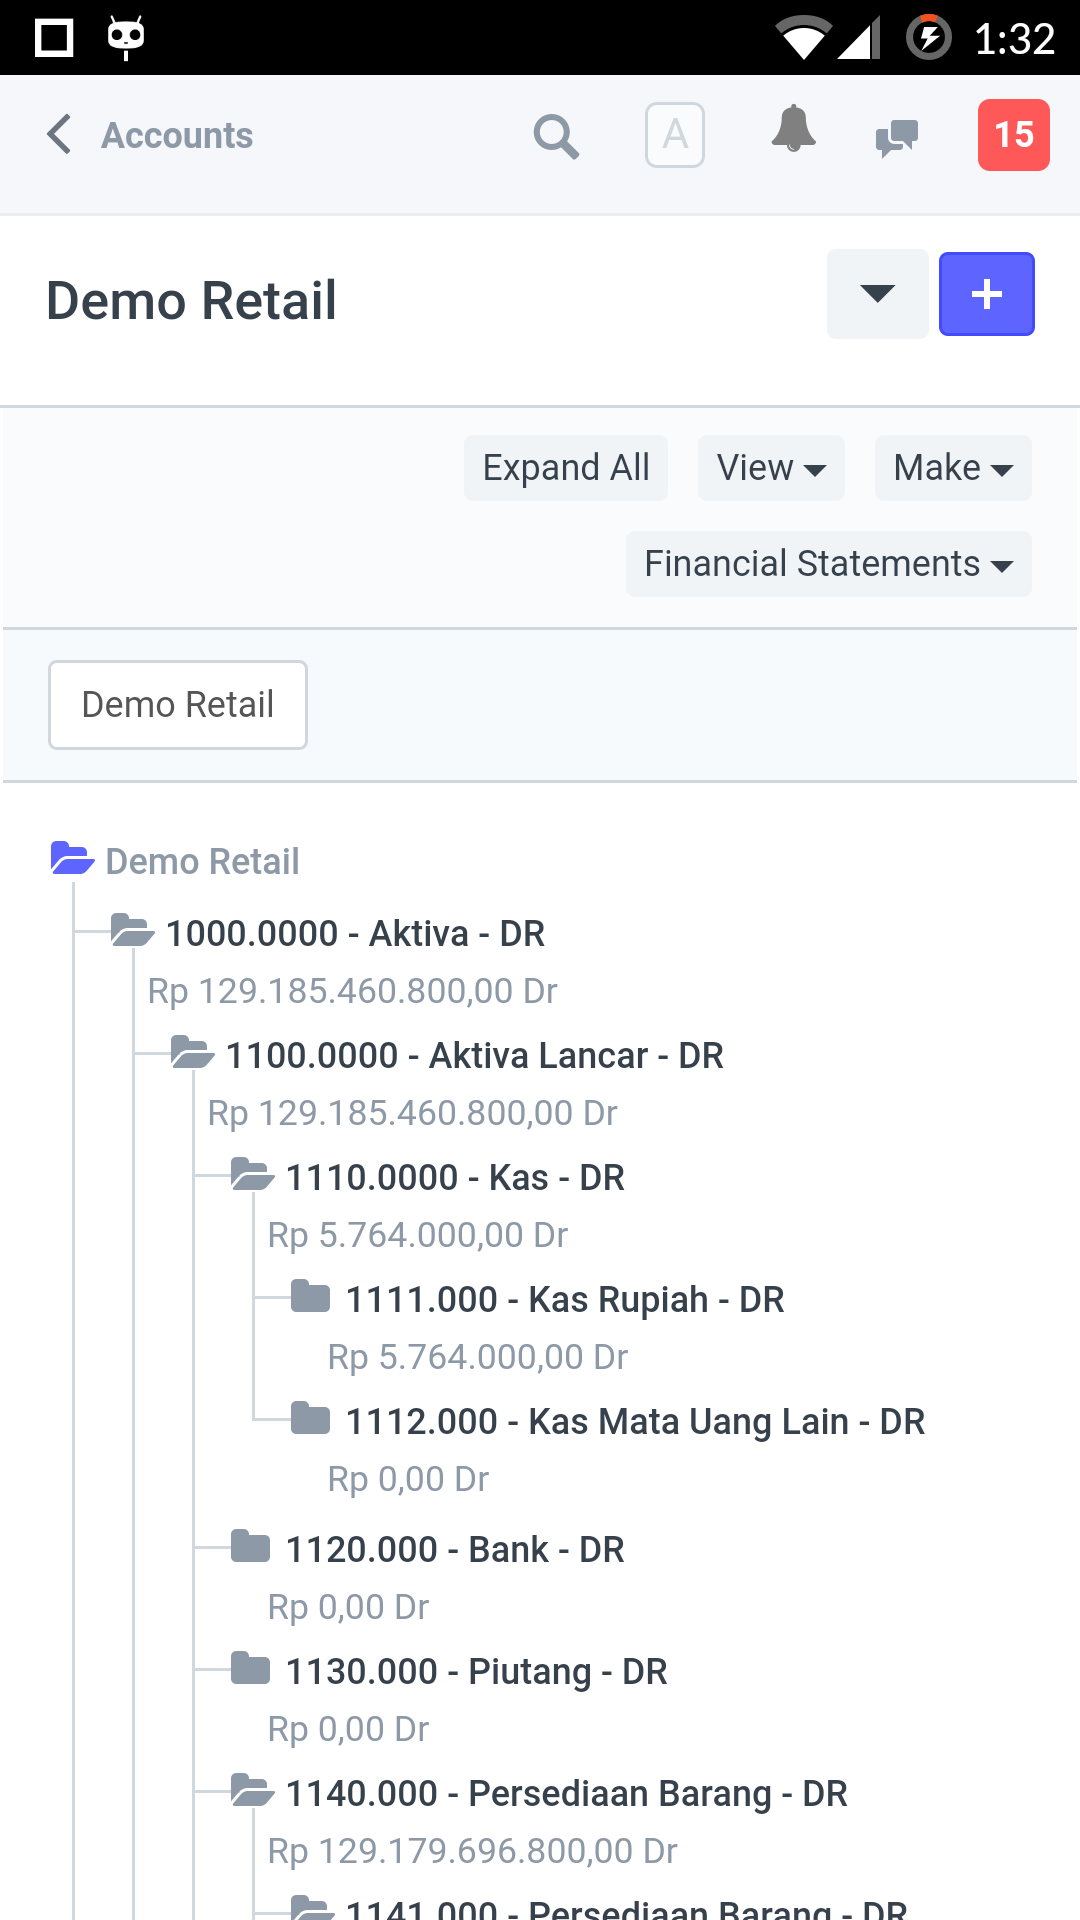 1:32
Accounts
A
15
Demo Retail
Expand All
View
Make
Financial Statements
Demo Retail
Demo Retail
1000.0000 - Aktiva - DR
Rp 129.185.460.800,00 Dr
1100.0000 - Aktiva Lancar - DR
Rp 129.185.460.800,00 Dr
1110.0000 - Kas - DR
Rp 5.764.000,00 Dr
1111.000 - Kas Rupiah - DR
Rp 5.764.000,00 Dr
1112.000 - Kas Mata Uang Lain - DR
Rp 0,00 Dr
1120.000 - Bank - DR
Rp 0,00 Dr
1130.000 - Piutang - DR
Rp 0,00 Dr
1140.000 - Persediaan Barang - DR
Rp 129.179.696.800,00 Dr
1141.000 - Persediaan Barang - DR